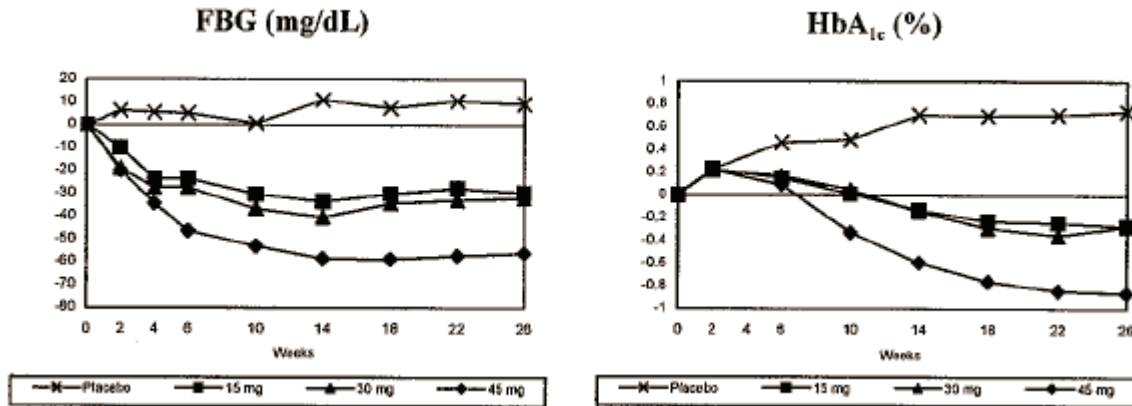 FBG (mg/dL)
20
10
0
-10
-20
-30
-40
-50
-60
-70
-80
0 2 4 6 10 14 18 22 26
Weeks
Placebo 15 mg 30 mg 45 mg
HbA1c (%)
1
0.8
0.6
0.4
0.2
0
-0.2
-0.4
-0.6
-0.8
-1
0 2 6 10 14 18 22 26
Weeks
Placebo 15 mg 30 mg 45 mg